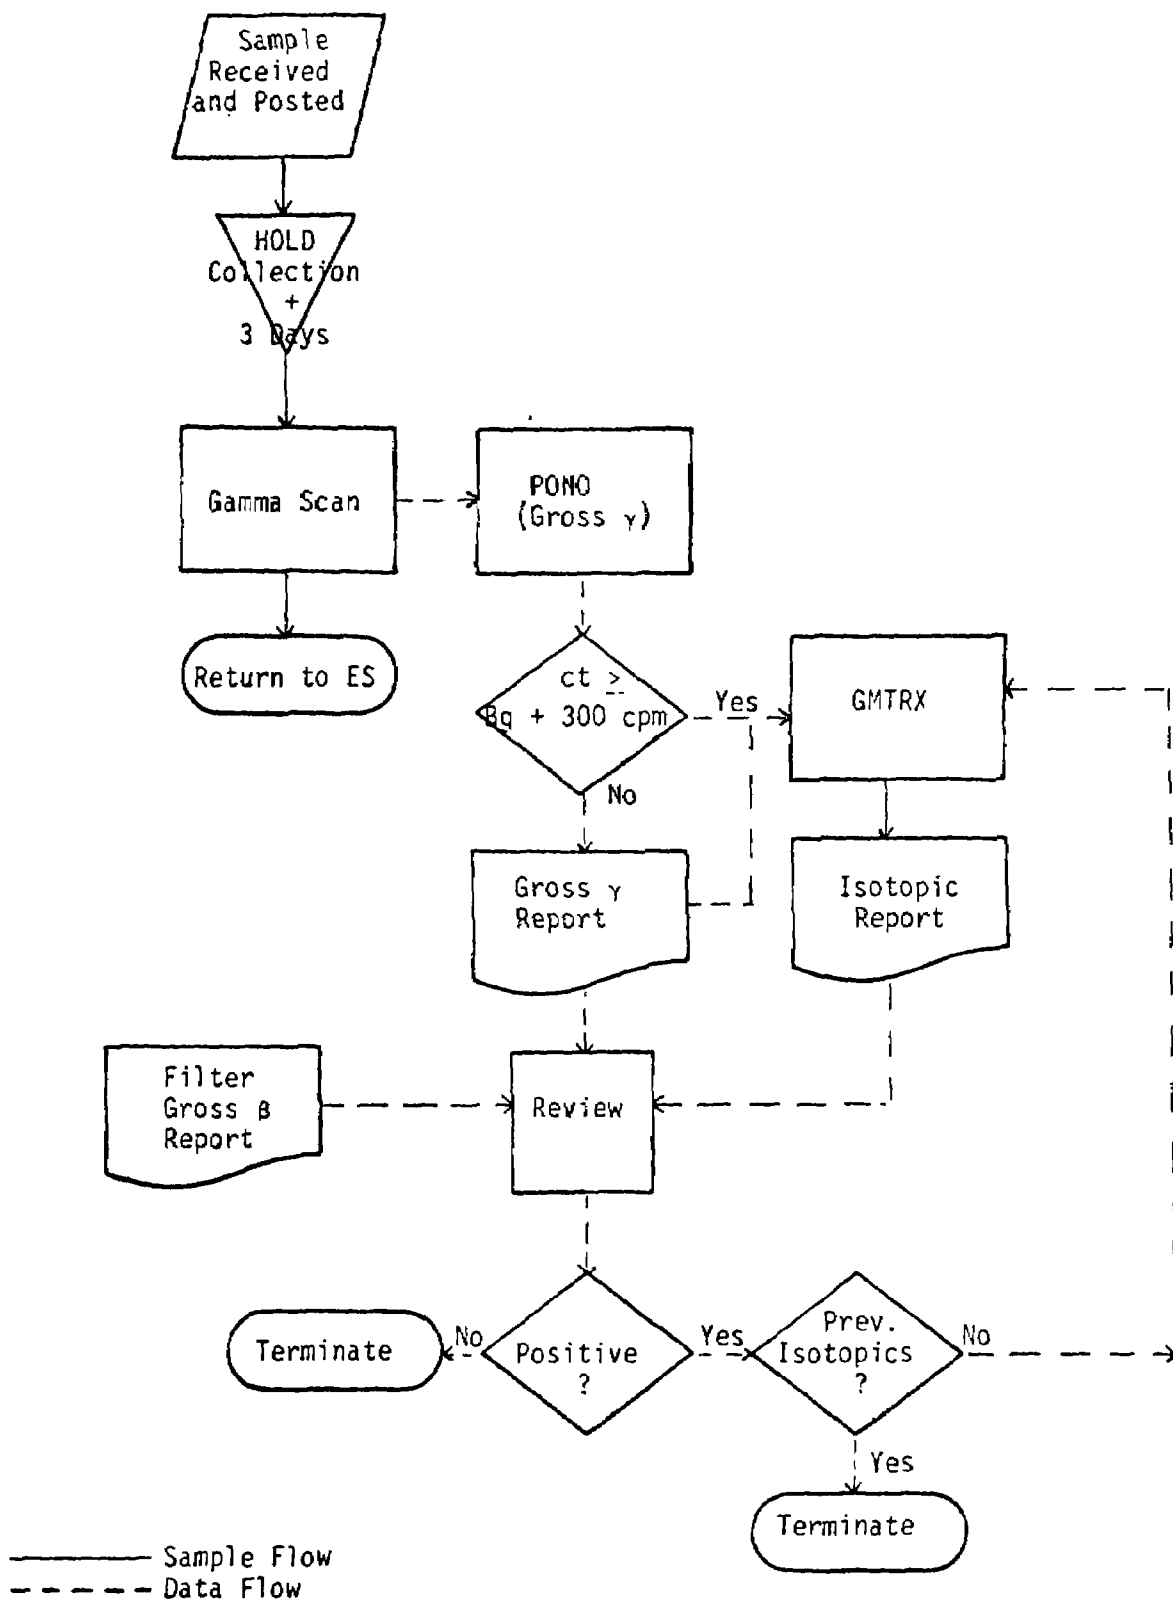 Sample
Received
and Posted
HOLD
Collection
+
3 Days
Gamma Scan
PONO
(Gross γ)
Return to ES
ct ≥
Bq + 300 cpm
Yes
GMTRX
No
Gross γ
Report
Isotopic
Report
Filter
Gross β
Report
Review
Terminate
No
Positive
?
Yes
Prev.
Isotopics
?
No
Yes
Terminate
Sample Flow
Data Flow